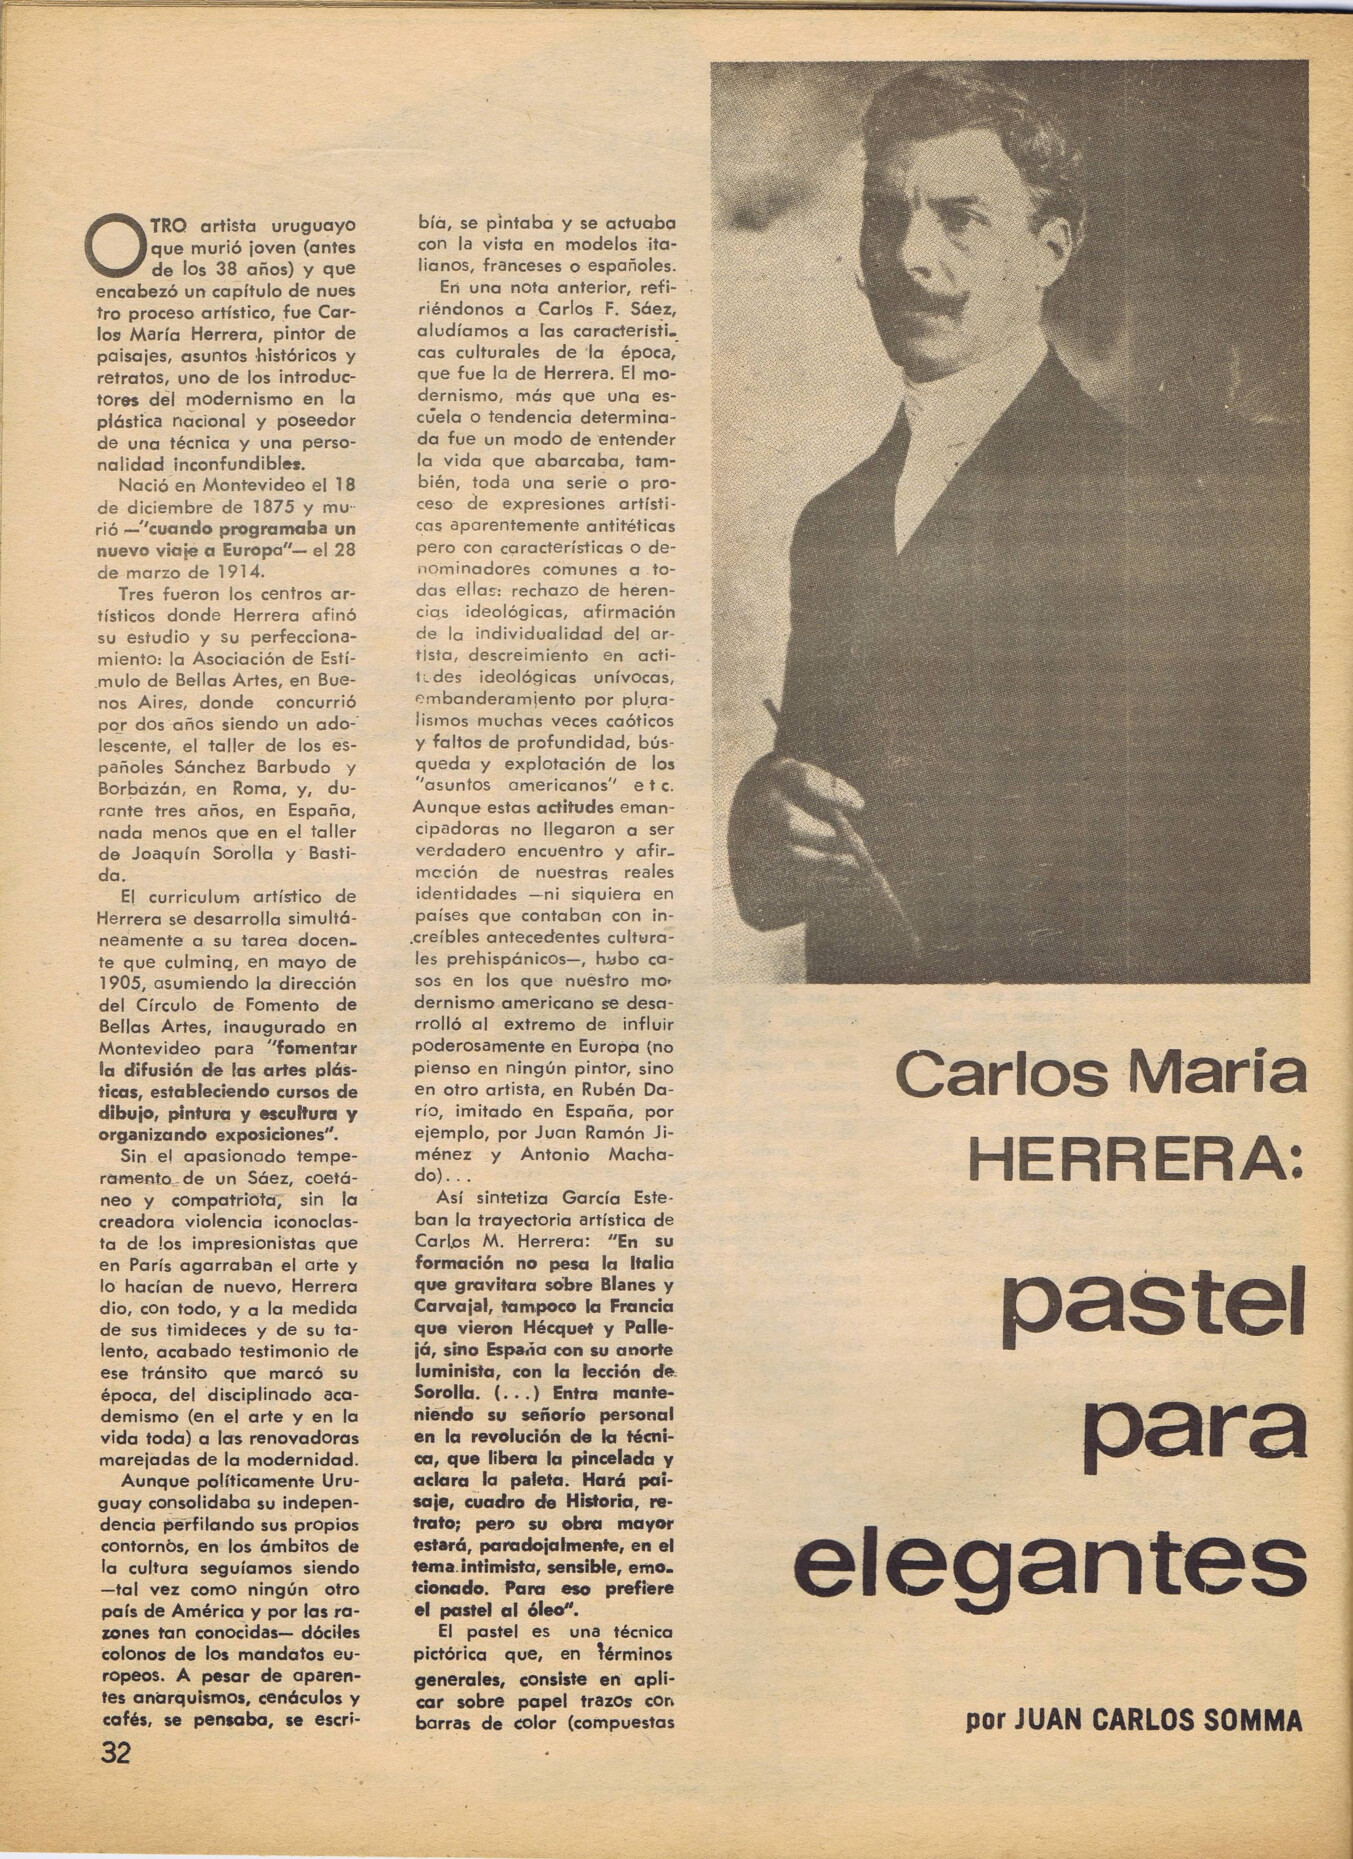 OTRO artista uruguayo
que murió joven (antes
de los 38 años) y que
encabezó un capítulo de nues
tro proceso artístico, fue Car-
los María Herrera, pintor de
paisajes, asuntos históricos y
retratos, uno de los introduc-
tores del modernismo en la
plástica nacional y poseedor
de una técnica y una perso-
nalidad inconfundibles.
Nació en Montevideo el 18
de diciembre de 1875 y mu-
rió —"cuando programaba un
nuevo viaje a Europa"— el 28
de marzo de 1914.
Tres fueron los centros ar-
tísticos donde Herrera afinó
su estudio y su perfecciona-
miento: la Asociación de Estí-
mulo de Bellas Artes, en Bue-
nos Aires, donde concurrió
por dos años siendo un ado-
lescente, el taller de los es-
pañoles Sánchez Barbudo y
Borbazán, en Roma, y, du-
rante tres años, en España,
nada menos que en el taller
de Joaquín Sorolla y Basti-
da.
El curriculum artístico de
Herrera se desarrolla simultá-
neamente a su tarea docen-
te que culmina, en mayo de
1905, asumiendo la dirección
del Círculo de Fomento de
Bellas Artes, inaugurado en
Montevideo para "fomentar
la difusión de las artes plás-
ticas, estableciendo cursos de
dibujo, pintura y escultura y
organizando exposiciones".
Sin el apasionado tempe-
ramento de un Sáez, coetá-
neo y compatriota, sin la
creadora violencia iconoclas-
ta de los impresionistas que
en París agarraban el arte y
lo hacían de nuevo, Herrera
dio, con todo, y a la medida
de sus timideces y de su ta-
lento, acabado testimonio de
ese tránsito que marcó su
época, del disciplinado aca-
demismo (en el arte y en la
vida toda) a las renovadoras
marejadas de la modernidad.
Aunque políticamente Uru-
guay consolidaba su indepen-
dencia perfilando sus propios
contornos, en los ámbitos de
la cultura seguíamos siendo
—tal vez como ningún otro
país de América y por las ra-
zones tan conocidas— dóciles
colonos de los mandatos eu-
ropeos. A pesar de aparen-
tes anarquismos, cenáculos y
cafés, se pensaba, se escri-
32
bía, se pintaba y se actuaba
con la vista en modelos ita-
lianos, franceses o españoles.
En una nota anterior, refi-
riéndonos a Carlos F. Sáez,
aludíamos a las característi-
cas culturales de la época,
que fue la de Herrera. El mo-
dernismo, más que una es-
cuela o tendencia determina-
da fue un modo de entender
la vida que abarcaba, tam-
bién, toda una serie o pro-
ceso de expresiones artísti-
cas aparentemente antitéticas
pero con características o de-
nominadores comunes a to-
das ellas: rechazo de heren-
cias ideológicas, afirmación
de la individualidad del ar-
tista, descreimiento en acti-
tudes ideológicas unívocas,
embanderamiento por plura-
lismos muchas veces caóticos
y faltos de profundidad, bús-
queda y explotación de los
"asuntos americanos" etc.
Aunque estas actitudes eman-
cipadoras no llegaron a ser
verdadero encuentro y afir-
mación de nuestras reales
identidades —ni siquiera en
países que contaban con in-
creíbles antecedentes cultura-
les prehispánicos—, hubo ca-
sos en los que nuestro mo-
dernismo americano se desa-
rrolló al extremo de influir
poderosamente en Europa (no
pienso en ningún pintor, sino
en otro artista, en Rubén Da-
río, imitado en España, por
ejemplo, por Juan Ramón Ji-
ménez y Antonio Macha-
do)...
Así sintetiza García Este-
ban la trayectoria artística de
Carlos M. Herrera: "En su
formación no pesa la Italia
que gravitara sobre Blanes y
Carvajal, tampoco la Francia
que vieron Hécquet y Palle-
já, sino España con su anorte
luminista, con la lección de
Sorolla. (...) Entra mante-
niendo su señorío personal
en la revolución de la técni-
ca, que libera la pincelada y
aclara la paleta. Hará pai-
saje, cuadro de Historia, re-
trato; pero su obra mayor
estará, paradojalmente, en el
tema intimista, sensible, emo-
cionado. Para eso prefiere
el pastel al óleo".
El pastel es una técnica
pictórica que, en términos
generales, consiste en apli-
car sobre papel trazos con
barras de color (compuestas
Carlos María
HERRERA:
pastel
para
elegantes
por JUAN CARLOS SOMMA